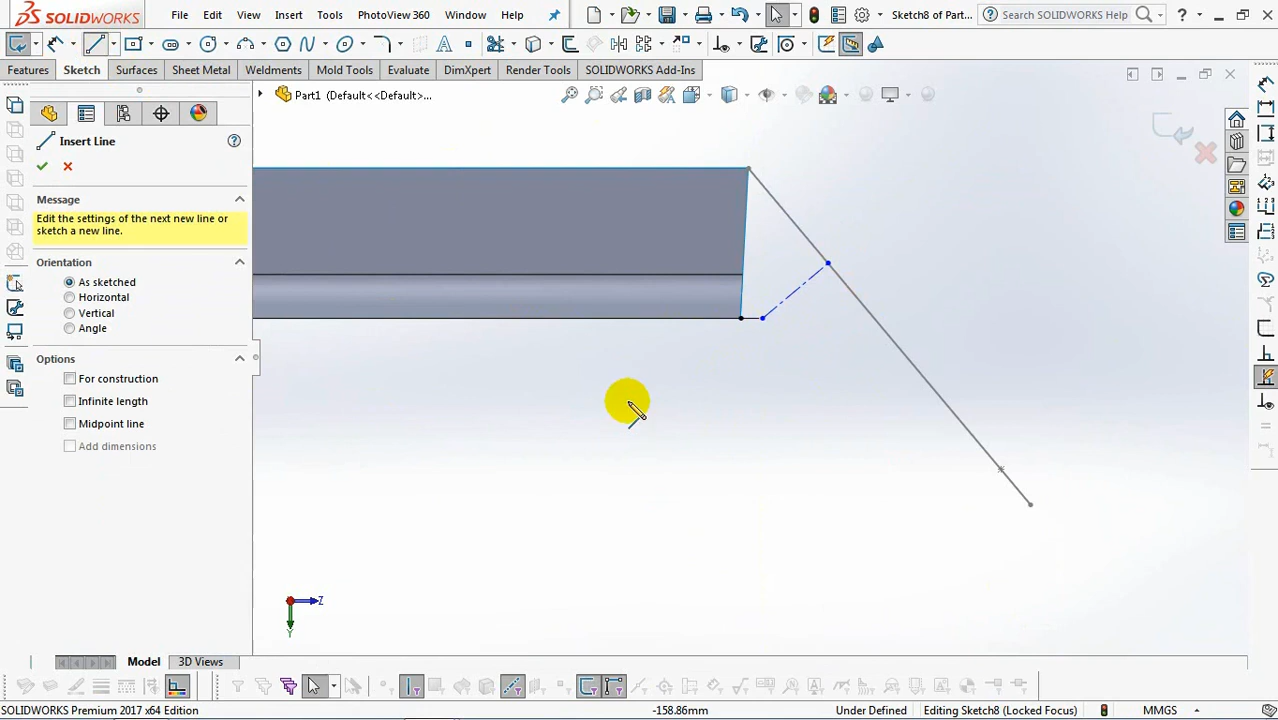 SOLIDWORKS File Edit View Insert Tools PhotoView 360 Window Help Sketch8 of Part... Search SOLIDWORKS Help
Features Sketch Surfaces Sheet Metal Weldments Mold Tools Evaluate DimXpert Render Tools SOLIDWORKS Add-Ins
Part1 (Default<<Default>...
Insert Line
Message
Edit the settings of the next new line or
sketch a new line.
Orientation
As sketched
Horizontal
Vertical
Angle
Options
For construction
Infinite length
Midpoint line
Add dimensions
Z
Y
Model 3D Views
SOLIDWORKS Premium 2017 x64 Edition -158.86mm Under Defined Editing Sketch8 (Locked Focus) MMGS